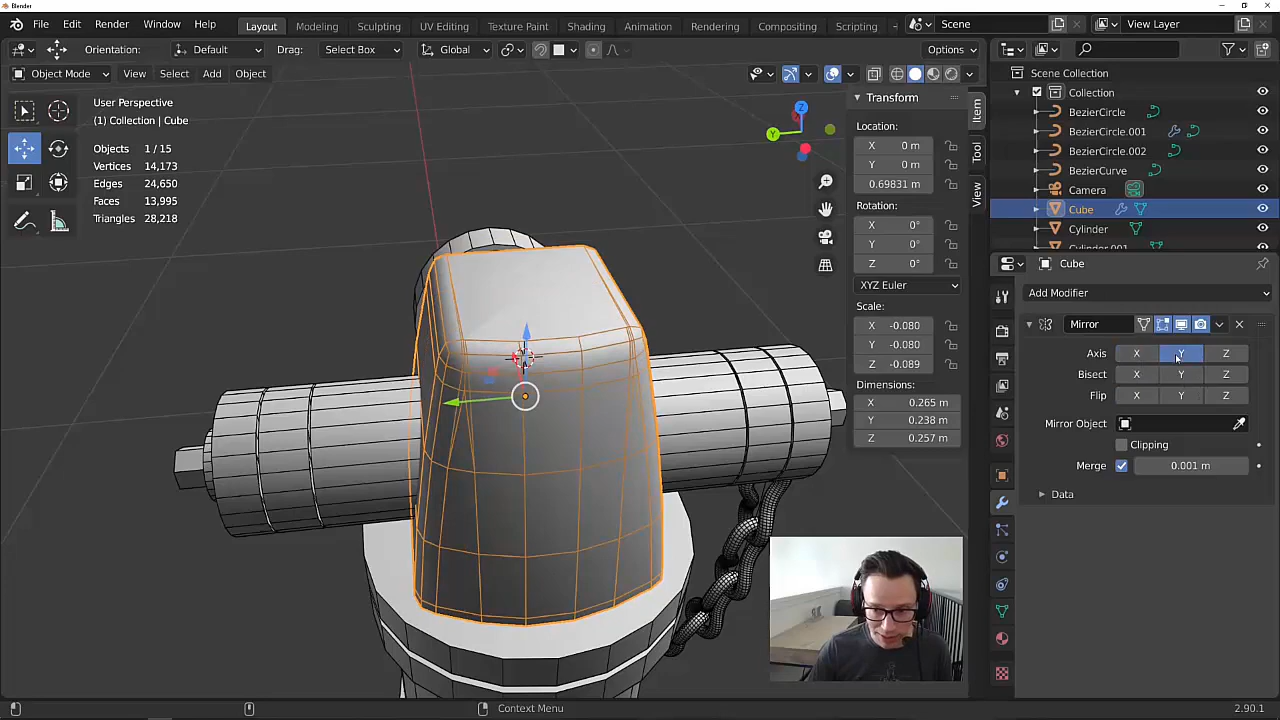 Blender
File Edit Render Window Help Layout Modeling Sculpting UV Editing Texture Paint Shading Animation Rendering Compositing Scripting Scene View Layer
Orientation: Default Drag: Select Box Global Options
Object Mode View Select Add Object
User Perspective
(1) Collection | Cube
Objects 1 / 15
Vertices 14,173
Edges 24,650
Faces 13,995
Triangles 28,218
Z
Y
Transform
Location:
X 0 m
Y 0 m
0.69831 m
Rotation:
X 0°
Y 0°
Z 0°
XYZ Euler
Scale:
X -0.080
Y -0.080
Z -0.089
Dimensions:
X 0.265 m
Y 0.238 m
Z 0.257 m
Item
Tool
View
Scene Collection
Collection
BezierCircle
BezierCircle.001
BezierCircle.002
BezierCurve
Camera
Cube
Cylinder
Cylinder.001
Cube
Add Modifier
Mirror
Axis X Y Z
Bisect X Y Z
Flip X Y Z
Mirror Object
Clipping
Merge 0.001 m
Data
Context Menu
2.90.1